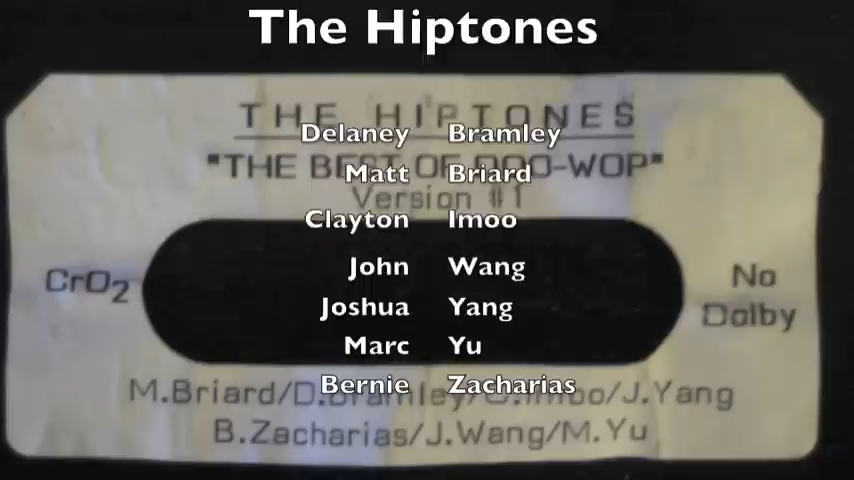 The Hiptones
THE HIPTONES
Delaney Bramley
"THE BEST OF DOO-WOP"
Matt Briard
Version #1
Clayton Imoo
John Wang
CrO2
No
Dolby
Joshua Yang
Marc Yu
Bernie Zacharias
M.Briard/D.Bramley/C.Imoo/J.Yang
B.Zacharias/J.Wang/M.Yu